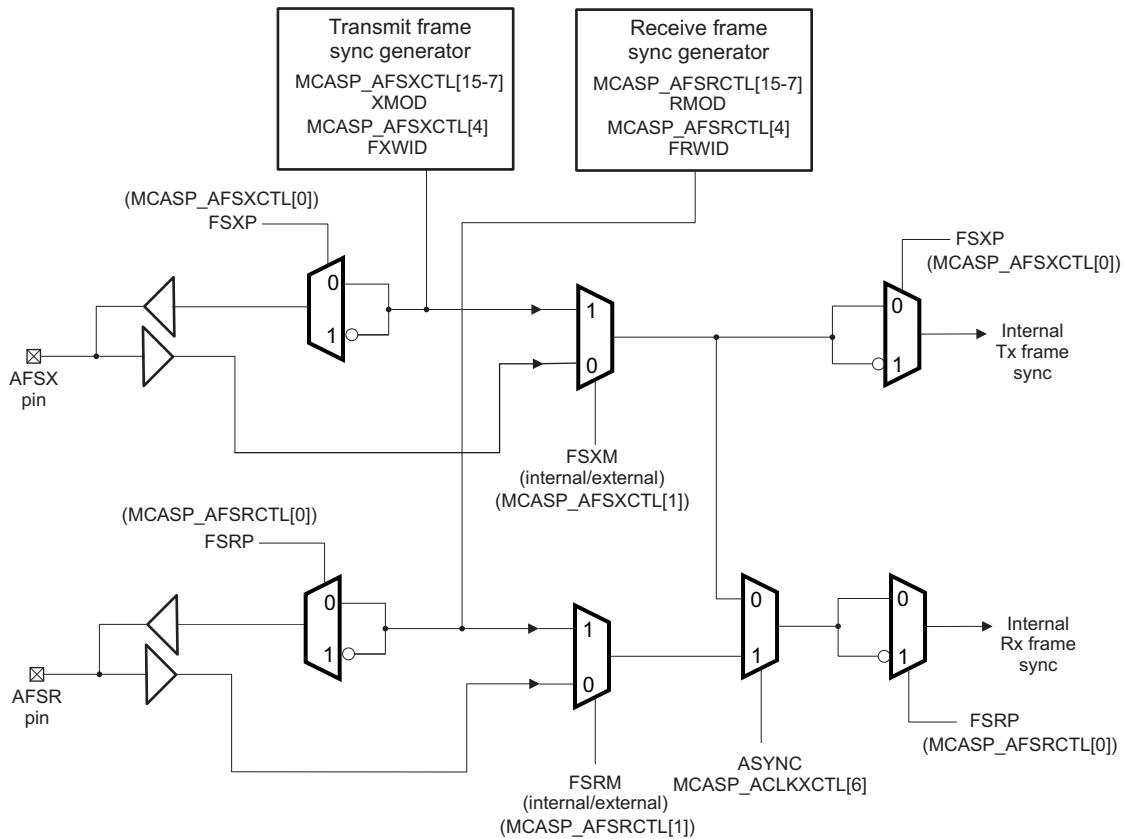 Transmit frame
sync generator
MCASP_AFSXCTL[15-7]
XMOD
MCASP_AFSXCTL[4]
FXWID
Receive frame
sync generator
MCASP_AFSRCTL[15-7]
RMOD
MCASP_AFSRCTL[4]
FRWID
(MCASP_AFSXCTL[0])
FSXP
0
1
AFSX
pin
1
0
FSXM
(internal/external)
(MCASP_AFSXCTL[1])
FSXP
(MCASP_AFSXCTL[0])
0
1
Internal
Tx frame
sync
(MCASP_AFSRCTL[0])
FSRP
0
1
AFSR
pin
1
0
FSRM
(internal/external)
(MCASP_AFSRCTL[1])
0
1
ASYNC
MCASP_ACLKXCTL[6]
0
1
Internal
Rx frame
sync
FSRP
(MCASP_AFSRCTL[0])